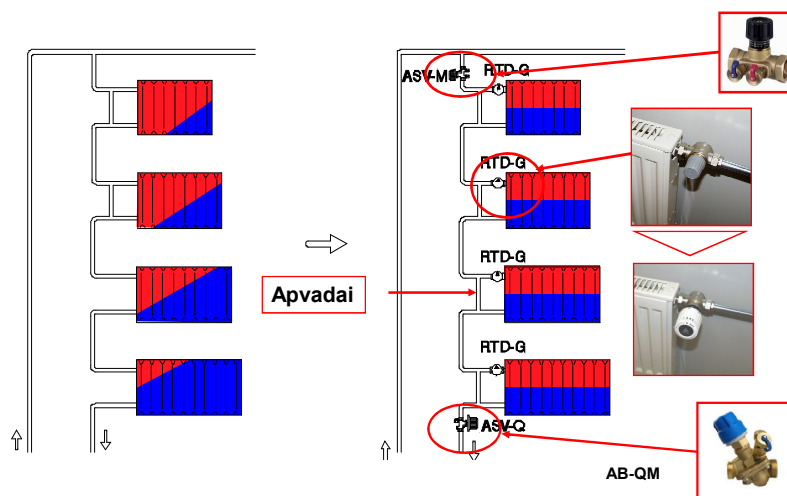 ASV-M
RTD-G
RTD-G
RTD-G
RTD-G
Apvadai
ASV-Q
AB-QM